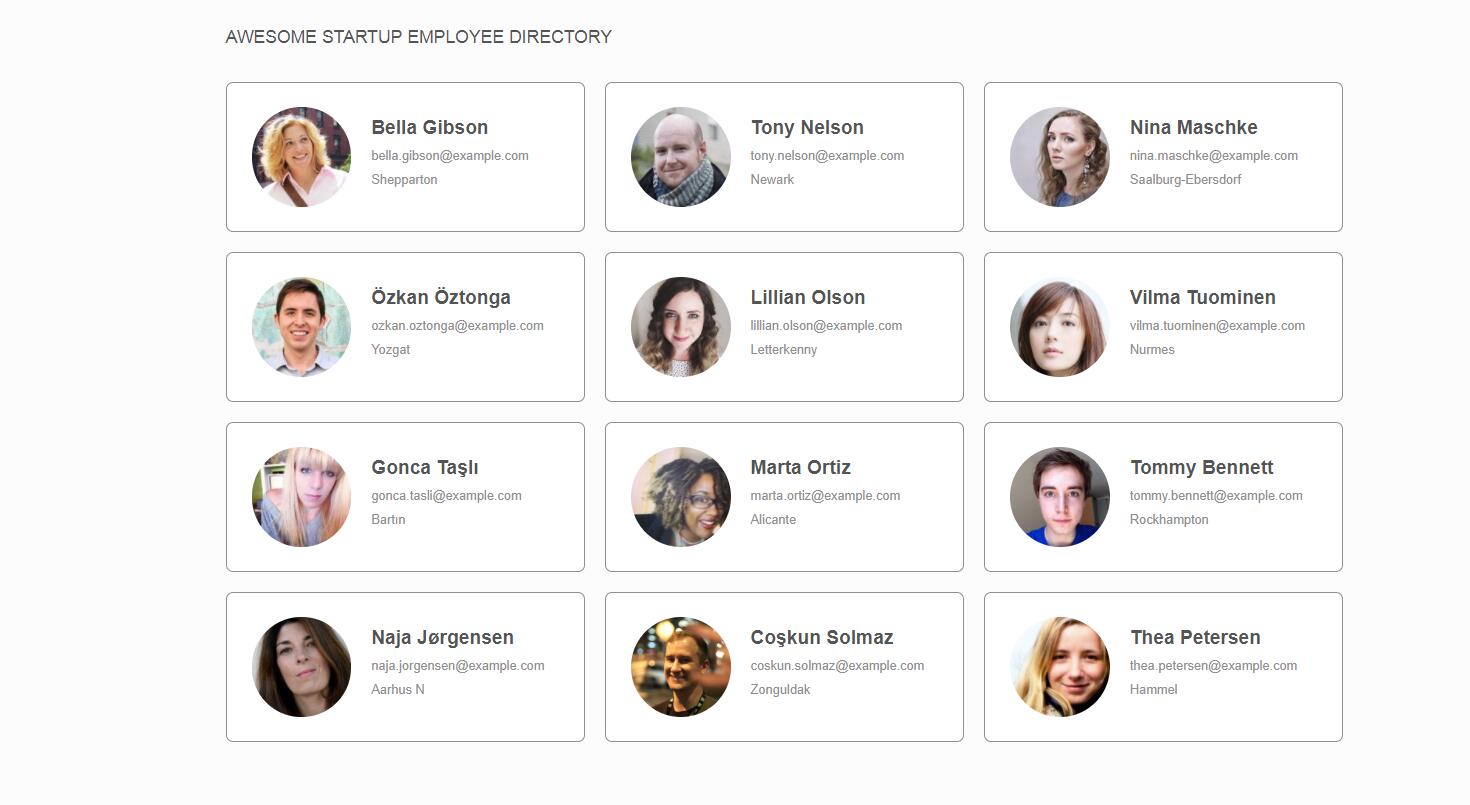 AWESOME STARTUP EMPLOYEE DIRECTORY
Bella Gibson
bella.gibson@example.com
Shepparton
Tony Nelson
tony.nelson@example.com
Newark
Nina Maschke
nina.maschke@example.com
Saalburg-Ebersdorf
Özkan Öztonga
ozkan.oztonga@example.com
Yozgat
Lillian Olson
lillian.olson@example.com
Letterkenny
Vilma Tuominen
vilma.tuominen@example.com
Nurmes
Gonca Taşlı
gonca.tasli@example.com
Bartın
Marta Ortiz
marta.ortiz@example.com
Alicante
Tommy Bennett
tommy.bennett@example.com
Rockhampton
Naja Jørgensen
naja.jorgensen@example.com
Aarhus N
Coşkun Solmaz
coskun.solmaz@example.com
Zonguldak
Thea Petersen
thea.petersen@example.com
Hammel